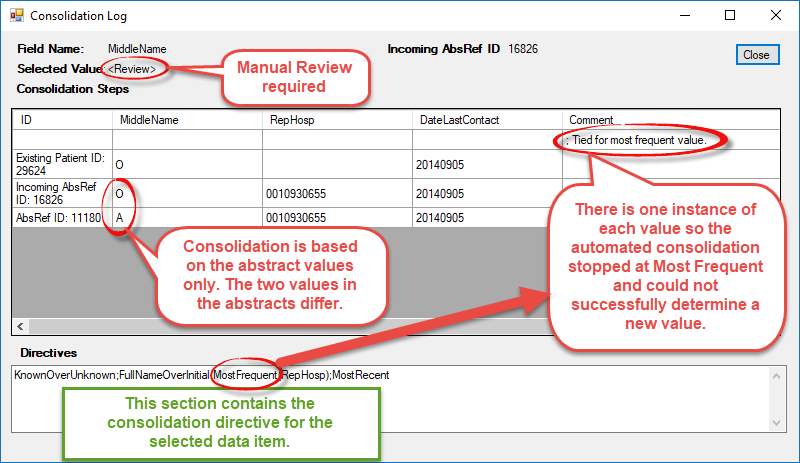 Consolidation Log
Field Name: MiddleName Incoming AbsRef ID 16826
Close
Selected Value: <Review>
Manual Review
required
Consolidation Steps
ID MiddleName RepHosp DateLastContact Comment
; Tied for most frequent value.
Existing Patient ID:
29624 O 20140905
Incoming AbsRef
ID: 16826 O 0010930655 20140905
AbsRef ID: 11180 A 0010930655 20140905
Consolidation is based
on the abstract values
only. The two values in
the abstracts differ.
There is one instance of
each value so the
automated consolidation
stopped at Most Frequent
and could not
successfully determine a
new value.
Directives
KnownOverUnknown;FullNameOverInitial;MostFrequent(RepHosp);MostRecent
This section contains the
consolidation directive for the
selected data item.